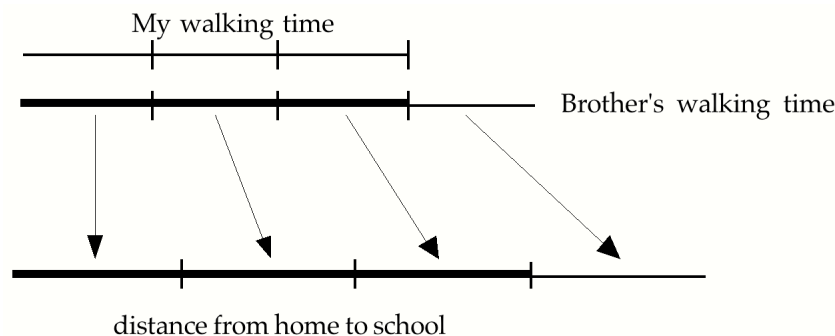 My walking time
Brother's walking time
distance from home to school